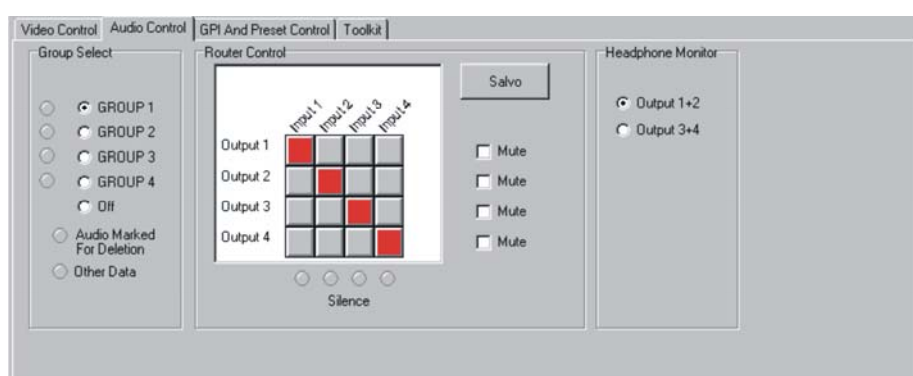 Video Control Audio Control GPI And Preset Control Toolkit
Group Select
GROUP 1
GROUP 2
GROUP 3
GROUP 4
Off
Audio Marked
For Deletion
Other Data
Router Control
Input 1 Input 2 Input 3 Input 4
Output 1
Output 2
Output 3
Output 4
Silence
Salvo
Mute
Mute
Mute
Mute
Headphone Monitor
Output 1+2
Output 3+4